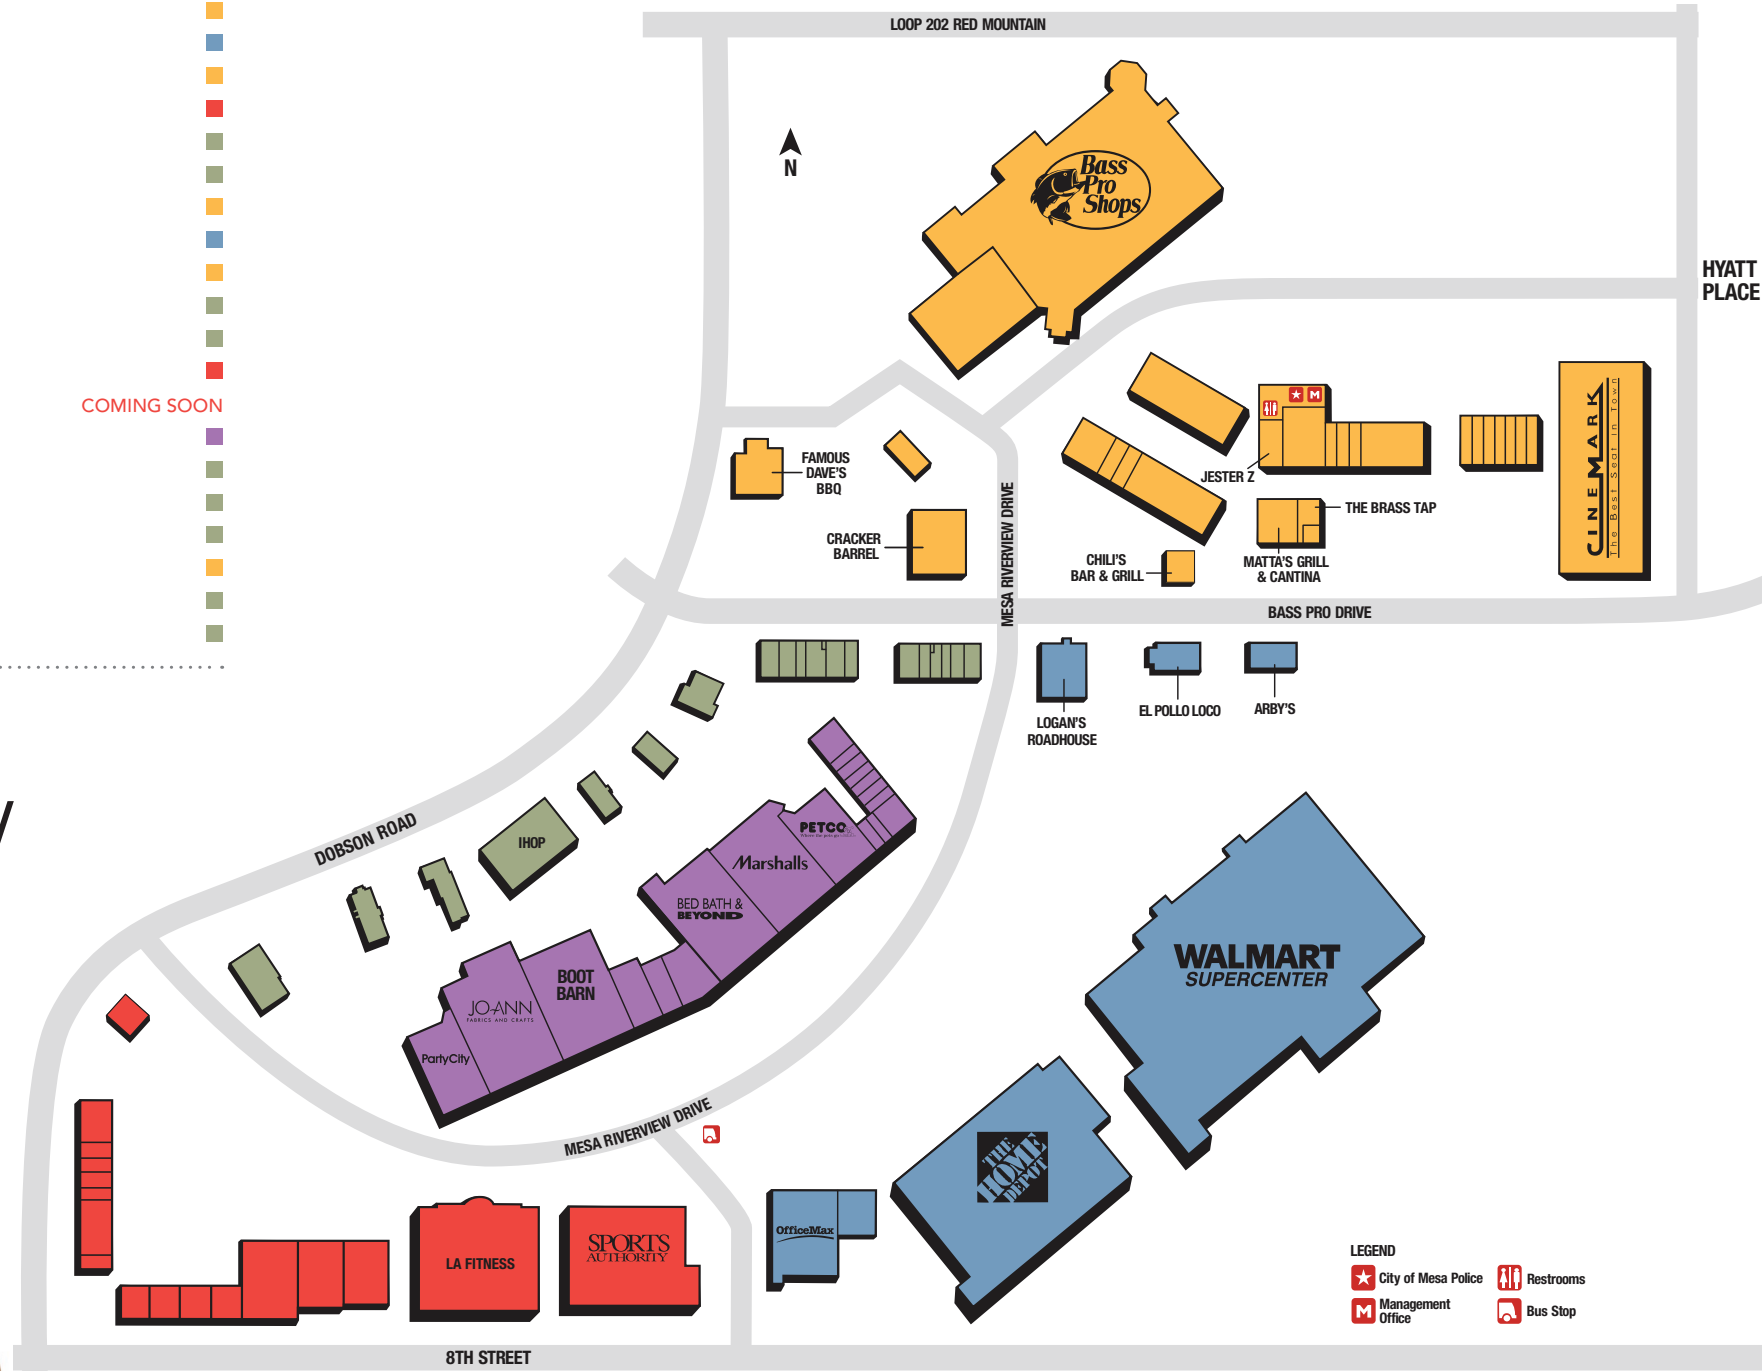 LOOP 202 RED MOUNTAIN
N
Bass
Pro
Shops
HYATT
PLACE
COMING SOON
FAMOUS
DAVE'S
BBQ
CRACKER
BARREL
MESA RIVERVIEW DRIVE
M
JESTER Z
THE BRASS TAP
CHILI'S
BAR & GRILL
MATTA'S GRILL
& CANTINA
CINEMARK
The Best Seat in Town
BASS PRO DRIVE
LOGAN'S
ROADHOUSE
EL POLLO LOCO
ARBY'S
DOBSON ROAD
IHOP
PETCO
Marshalls
BED BATH &
BEYOND
BOOT
BARN
JO-ANN
FABRICS AND CRAFTS
PartyCity
WALMART
SUPERCENTER
THE
HOME
DEPOT
MESA RIVERVIEW DRIVE
OfficeMax
LA FITNESS
SPORTS
AUTHORITY
8TH STREET
LEGEND
City of Mesa Police
Restrooms
M Management
Office
Bus Stop